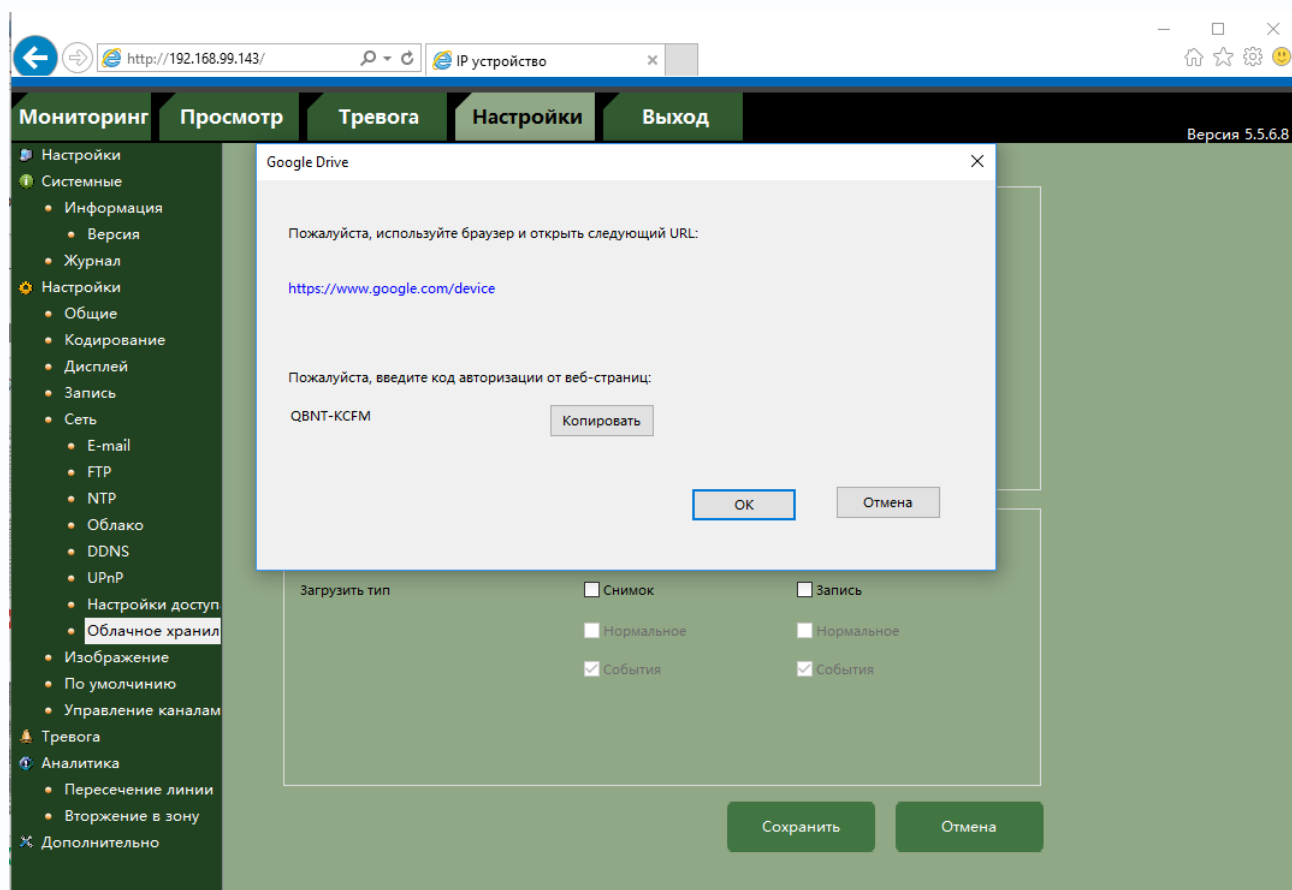 http://192.168.99.143/
IP устройство
Мониторинг
Просмотр
Тревога
Настройки
Выход
Версия 5.5.6.8
Настройки
Системные
Информация
Версия
Журнал
Настройки
Общие
Кодирование
Дисплей
Запись
Сеть
E-mail
FTP
NTP
Облако
DDNS
UPnP
Настройки доступ
Облачное хранил
Изображение
По умолчинию
Управление каналам
Тревога
Аналитика
Пересечение линии
Вторжение в зону
Дополнительно
Google Drive
Пожалуйста, используйте браузер и открыть следующий URL:
https://www.google.com/device
Пожалуйста, введите код авторизации от веб-страниц:
QBNT-KCFM
Копировать
OK
Отмена
Загрузить тип
Снимок
Запись
Нормальное
Нормальное
События
События
Сохранить
Отмена